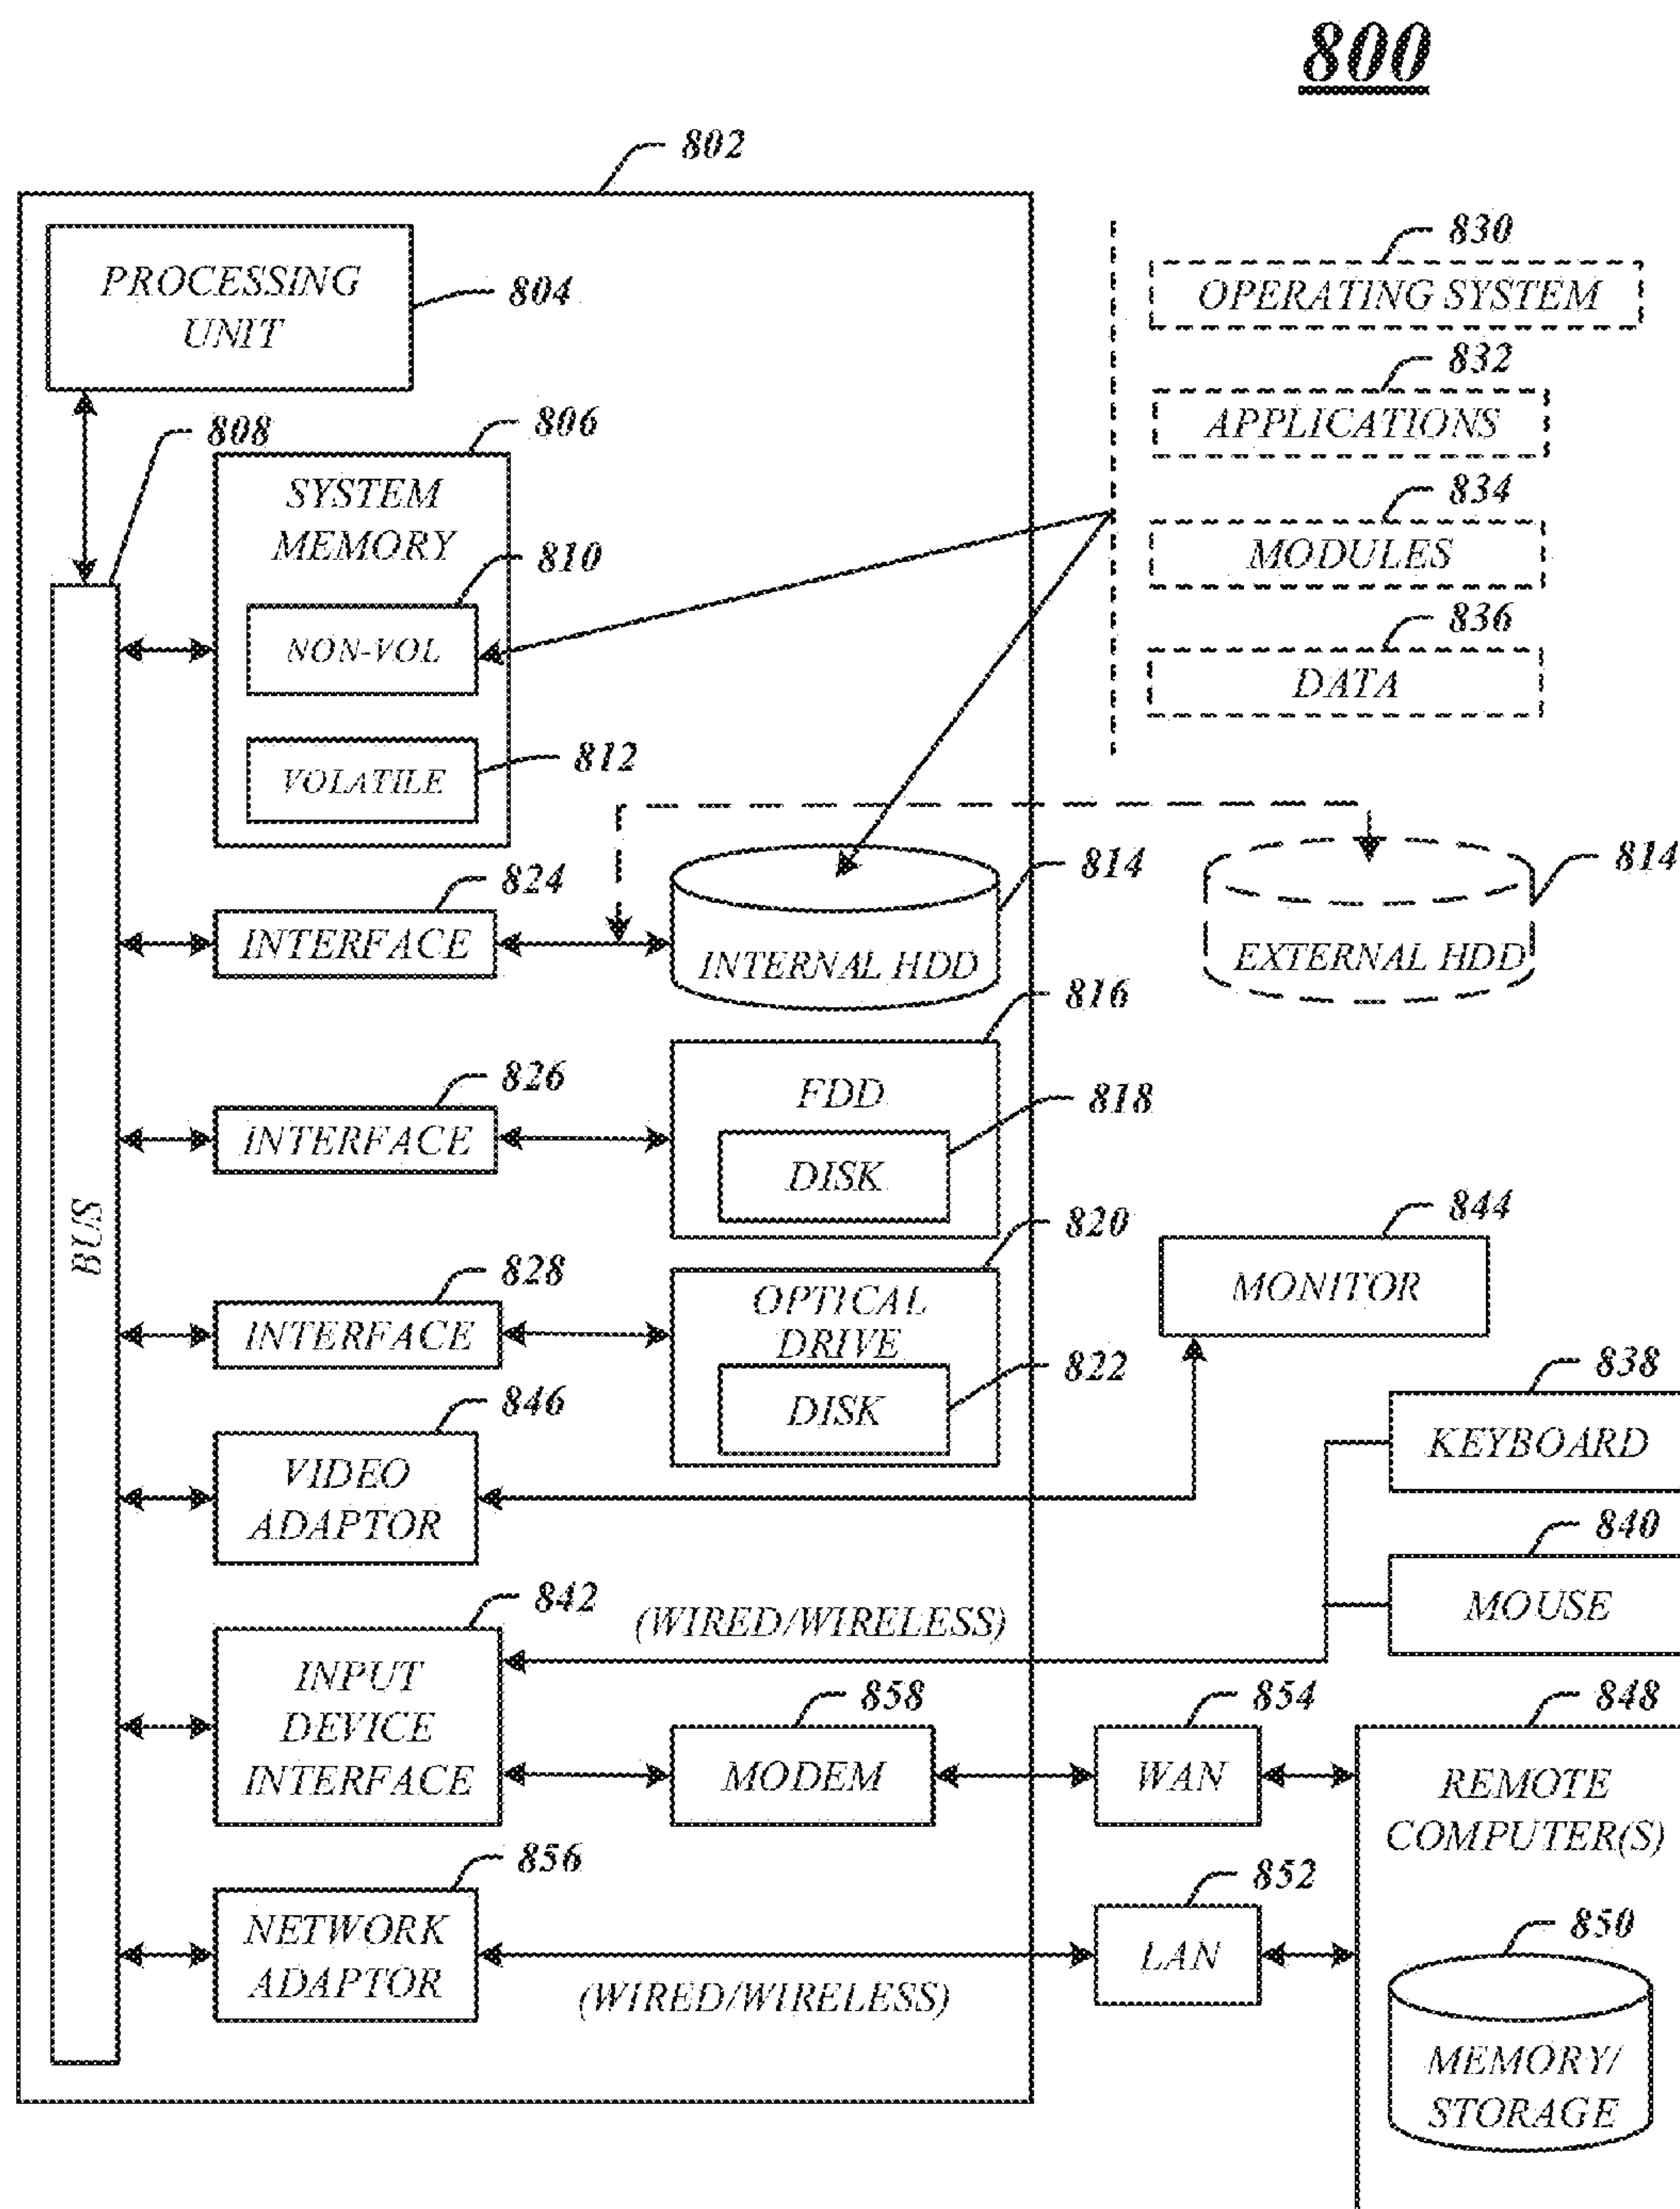 800
802
PROCESSING
UNIT
804
830
OPERATING SYSTEM
832
APPLICATIONS
834
MODULES
836
DATA
808
806
SYSTEM
MEMORY
810
NON-VOL
812
VOLATILE
BUS
824
INTERFACE
814
INTERNAL HDD
814
EXTERNAL HDD
826
INTERFACE
816
FDD
818
DISK
828
INTERFACE
820
OPTICAL
DRIVE
822
DISK
844
MONITOR
846
VIDEO
ADAPTOR
838
KEYBOARD
840
MOUSE
842
INPUT
DEVICE
INTERFACE
(WIRED/WIRELESS)
858
MODEM
854
WAN
848
REMOTE
COMPUTER(S)
856
NETWORK
ADAPTOR
(WIRED/WIRELESS)
852
LAN
850
MEMORY/
STORAGE